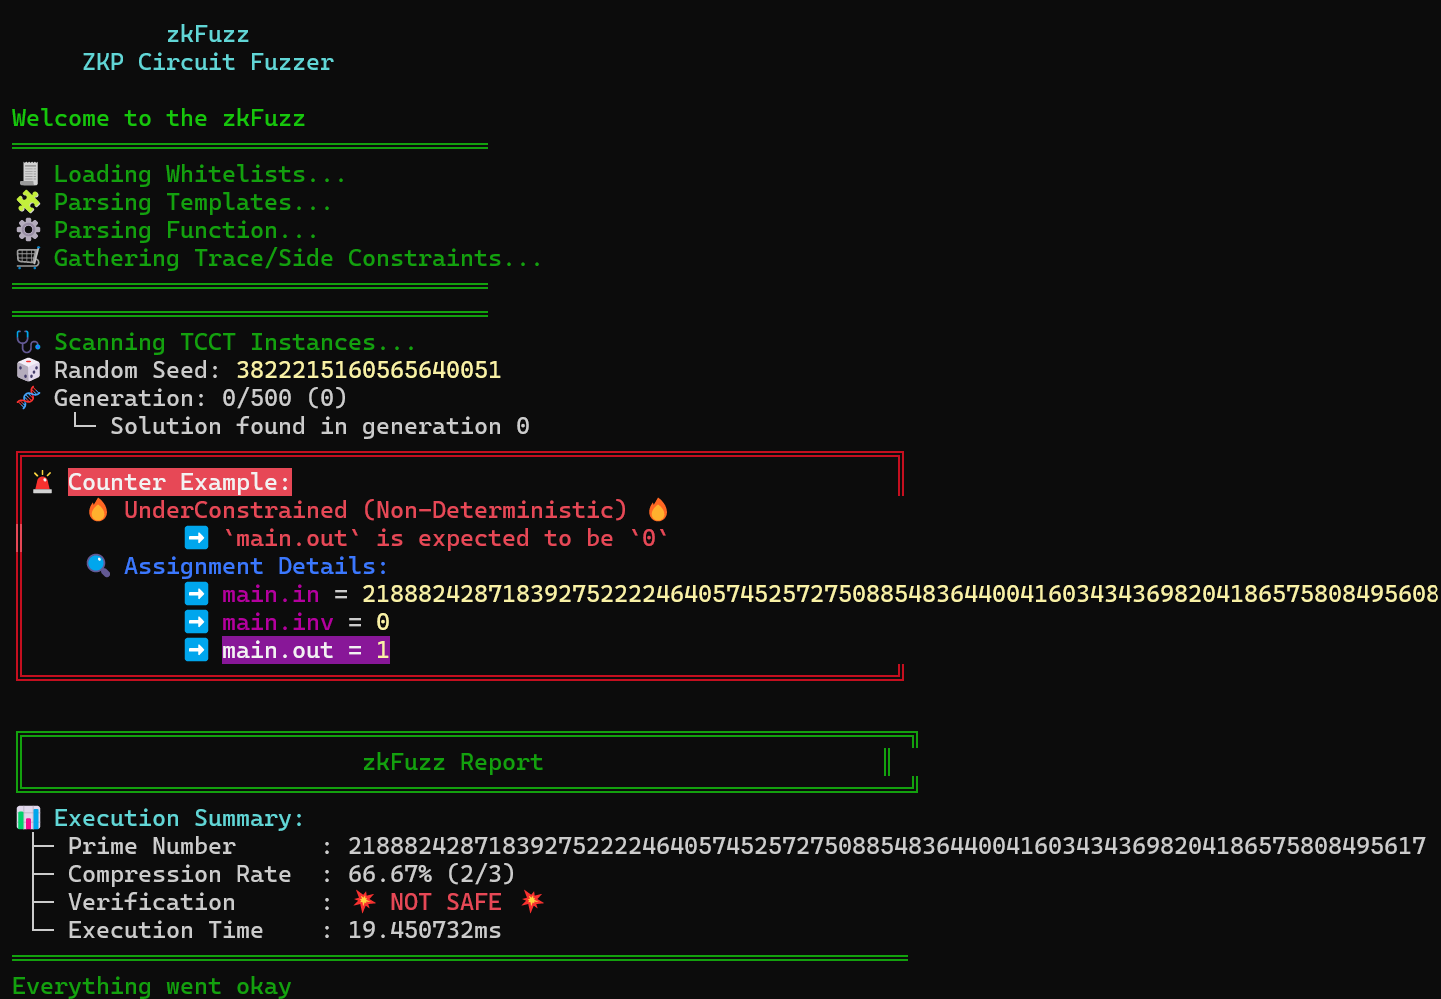 zkFuzz
ZKP Circuit Fuzzer
Welcome to the zkFuzz
Loading Whitelists...
Parsing Templates...
Parsing Function...
Gathering Trace/Side Constraints...
Scanning TCCT Instances...
Random Seed: 3822215160565640051
Generation: 0/500 (0)
└─ Solution found in generation 0
Counter Example:
UnderConstrained (Non-Deterministic)
`main.out` is expected to be `0`
Assignment Details:
main.in = 21888242871839275222246405745257275088548364400416034343698204186575808495608
main.inv = 0
main.out = 1
zkFuzz Report
Execution Summary:
├─ Prime Number : 21888242871839275222246405745257275088548364400416034343698204186575808495617
├─ Compression Rate : 66.67% (2/3)
├─ Verification : NOT SAFE
└─ Execution Time : 19.450732ms
Everything went okay